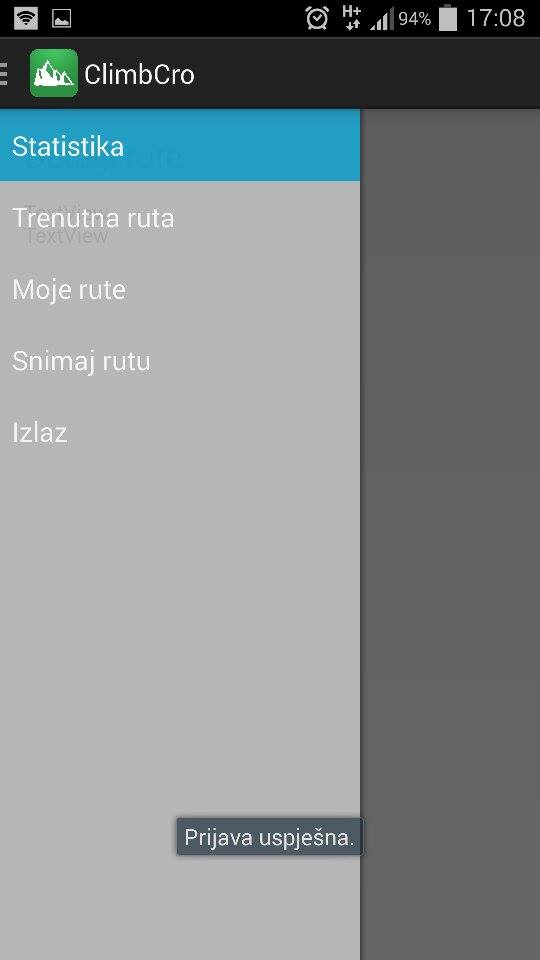 H+
94%
17:08
ClimbCro
Statistika
Trenutna ruta
TextView
Moje rute
Snimaj rutu
Izlaz
Prijava uspješna.